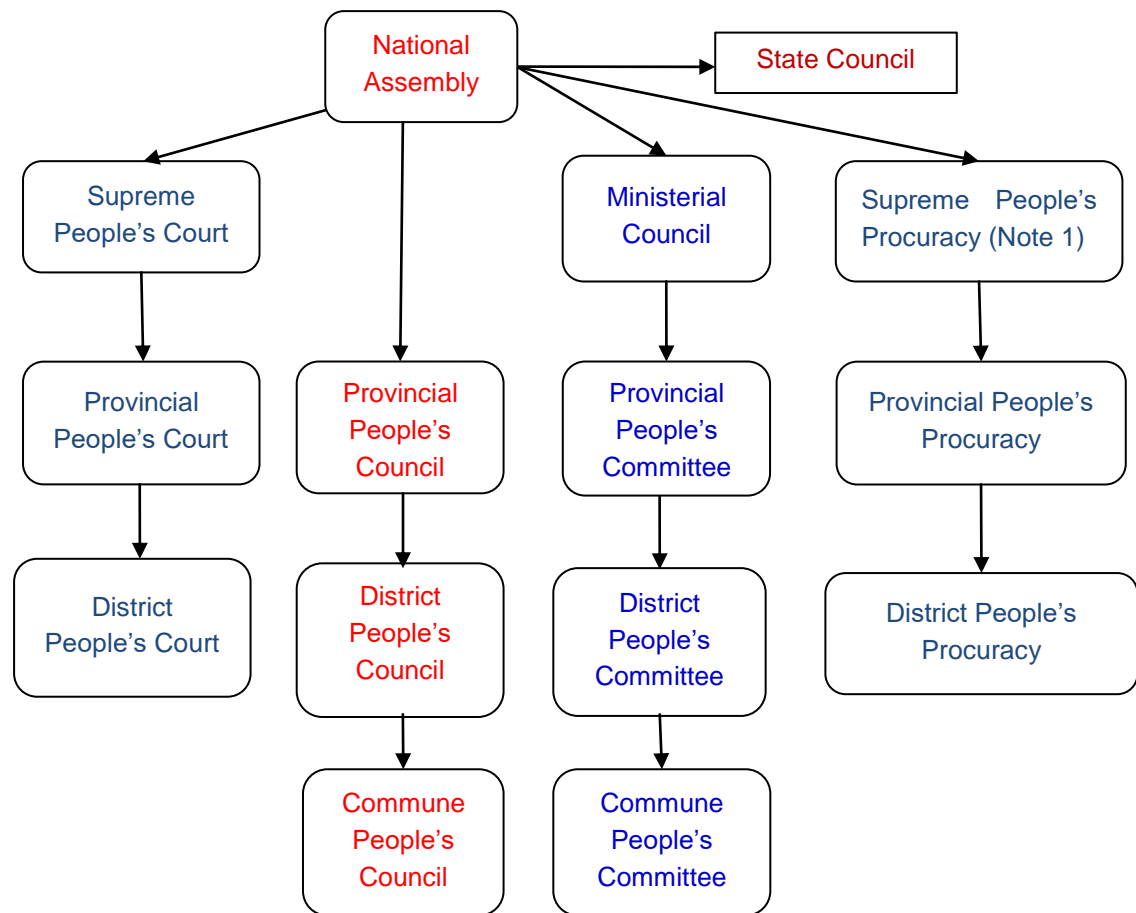 National
Assembly
State Council
Supreme
People's Court
Ministerial
Council
Supreme People's
Procuracy (Note 1)
Provincial
People's Court
Provincial
People's
Council
Provincial
People's
Committee
Provincial People's
Procuracy
District
People's Court
District
People's
Council
District
People's
Committee
District People's
Procuracy
Commune
People's
Council
Commune
People's
Committee